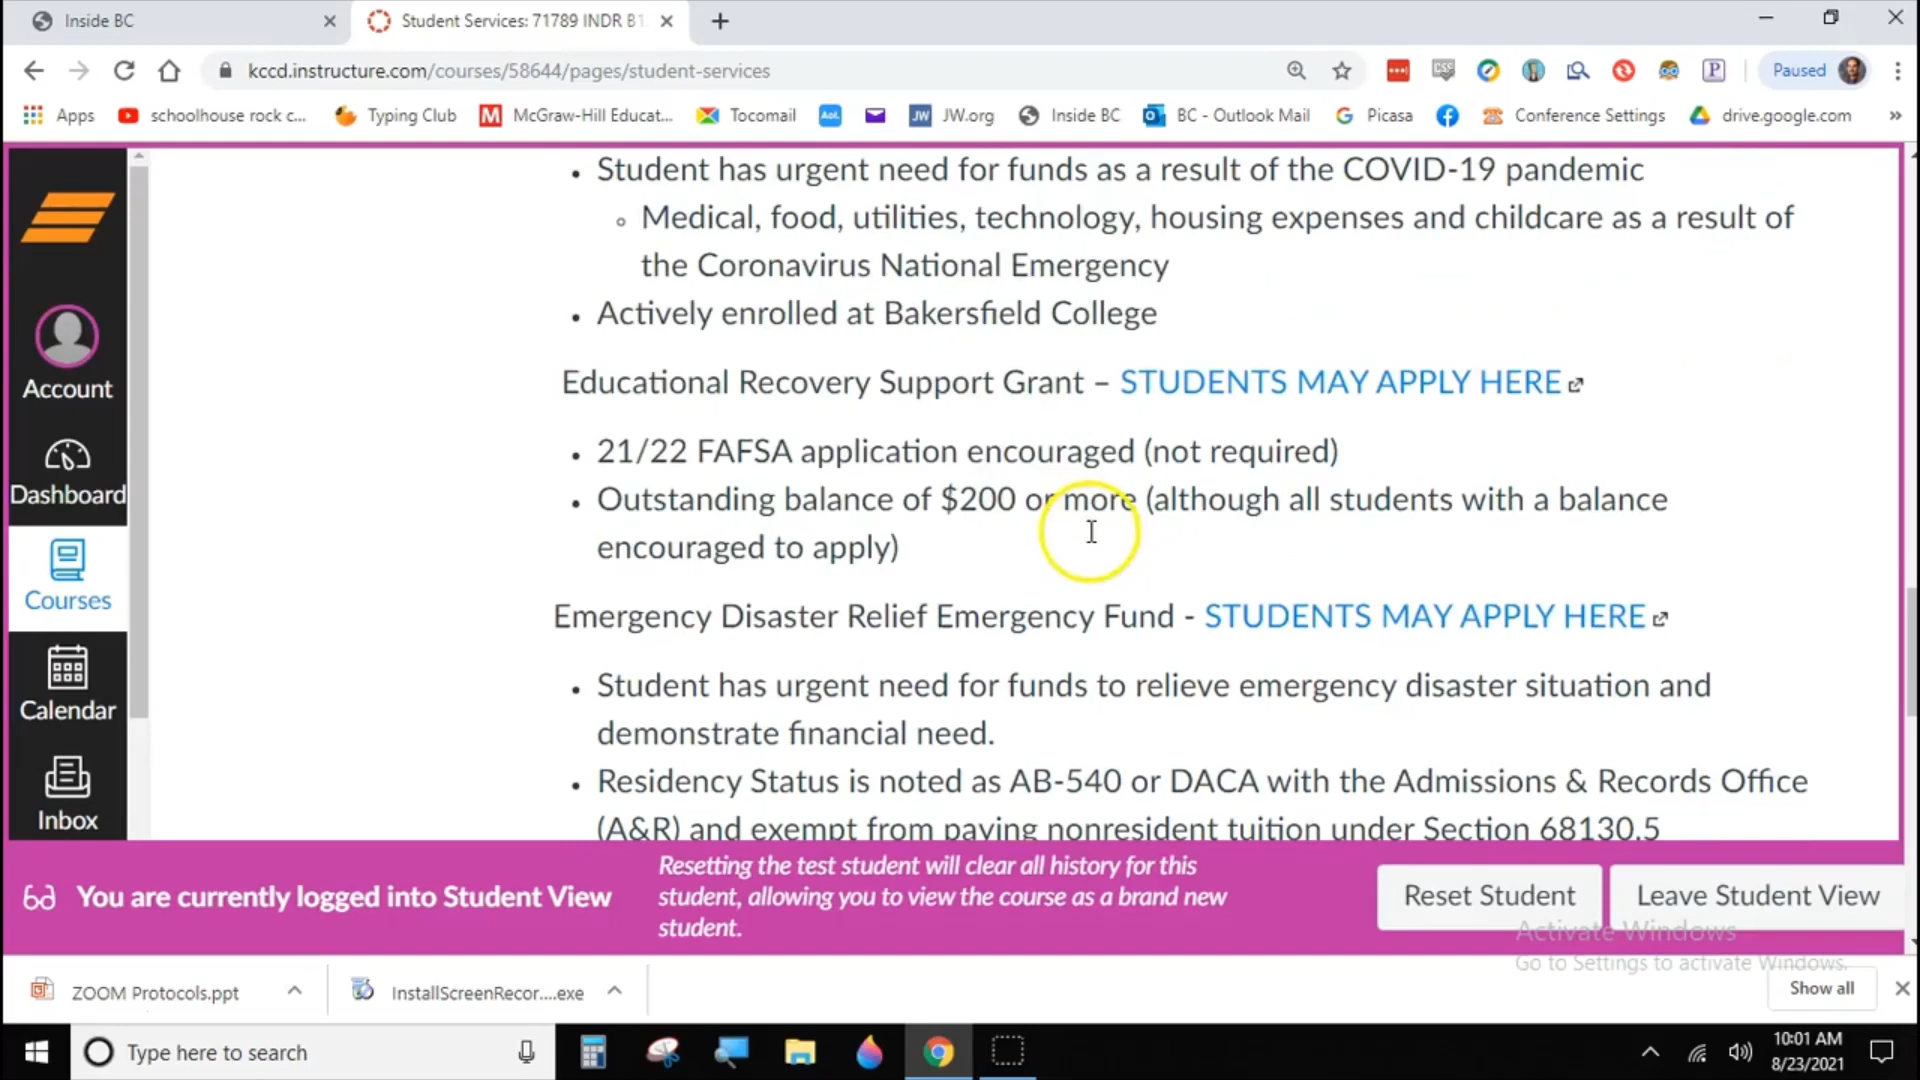 Inside BC
Student Services: 71789 INDR B1
kccd.instructure.com/courses/58644/pages/student-services
Paused
Apps
schoolhouse rock c...
Typing Club
McGraw-Hill Educat...
Tocomail
Aol.
JW
JW.org
Inside BC
BC - Outlook Mail
Picasa
Conference Settings
drive.google.com
»
• Student has urgent need for funds as a result of the COVID-19 pandemic
◦ Medical, food, utilities, technology, housing expenses and childcare as a result of
the Coronavirus National Emergency
• Actively enrolled at Bakersfield College
Educational Recovery Support Grant – STUDENTS MAY APPLY HERE
• 21/22 FAFSA application encouraged (not required)
• Outstanding balance of $200 or more (although all students with a balance
encouraged to apply)
Emergency Disaster Relief Emergency Fund - STUDENTS MAY APPLY HERE
• Student has urgent need for funds to relieve emergency disaster situation and
demonstrate financial need.
• Residency Status is noted as AB-540 or DACA with the Admissions & Records Office
(A&R) and exempt from paying nonresident tuition under Section 68130.5
Account
Dashboard
Courses
Calendar
Inbox
You are currently logged into Student View
Resetting the test student will clear all history for this
student, allowing you to view the course as a brand new
student.
Reset Student
Leave Student View
Activate Windows
Go to Settings to activate Windows.
ZOOM Protocols.ppt
InstallScreenRecor....exe
Show all
Type here to search
10:01 AM
8/23/2021